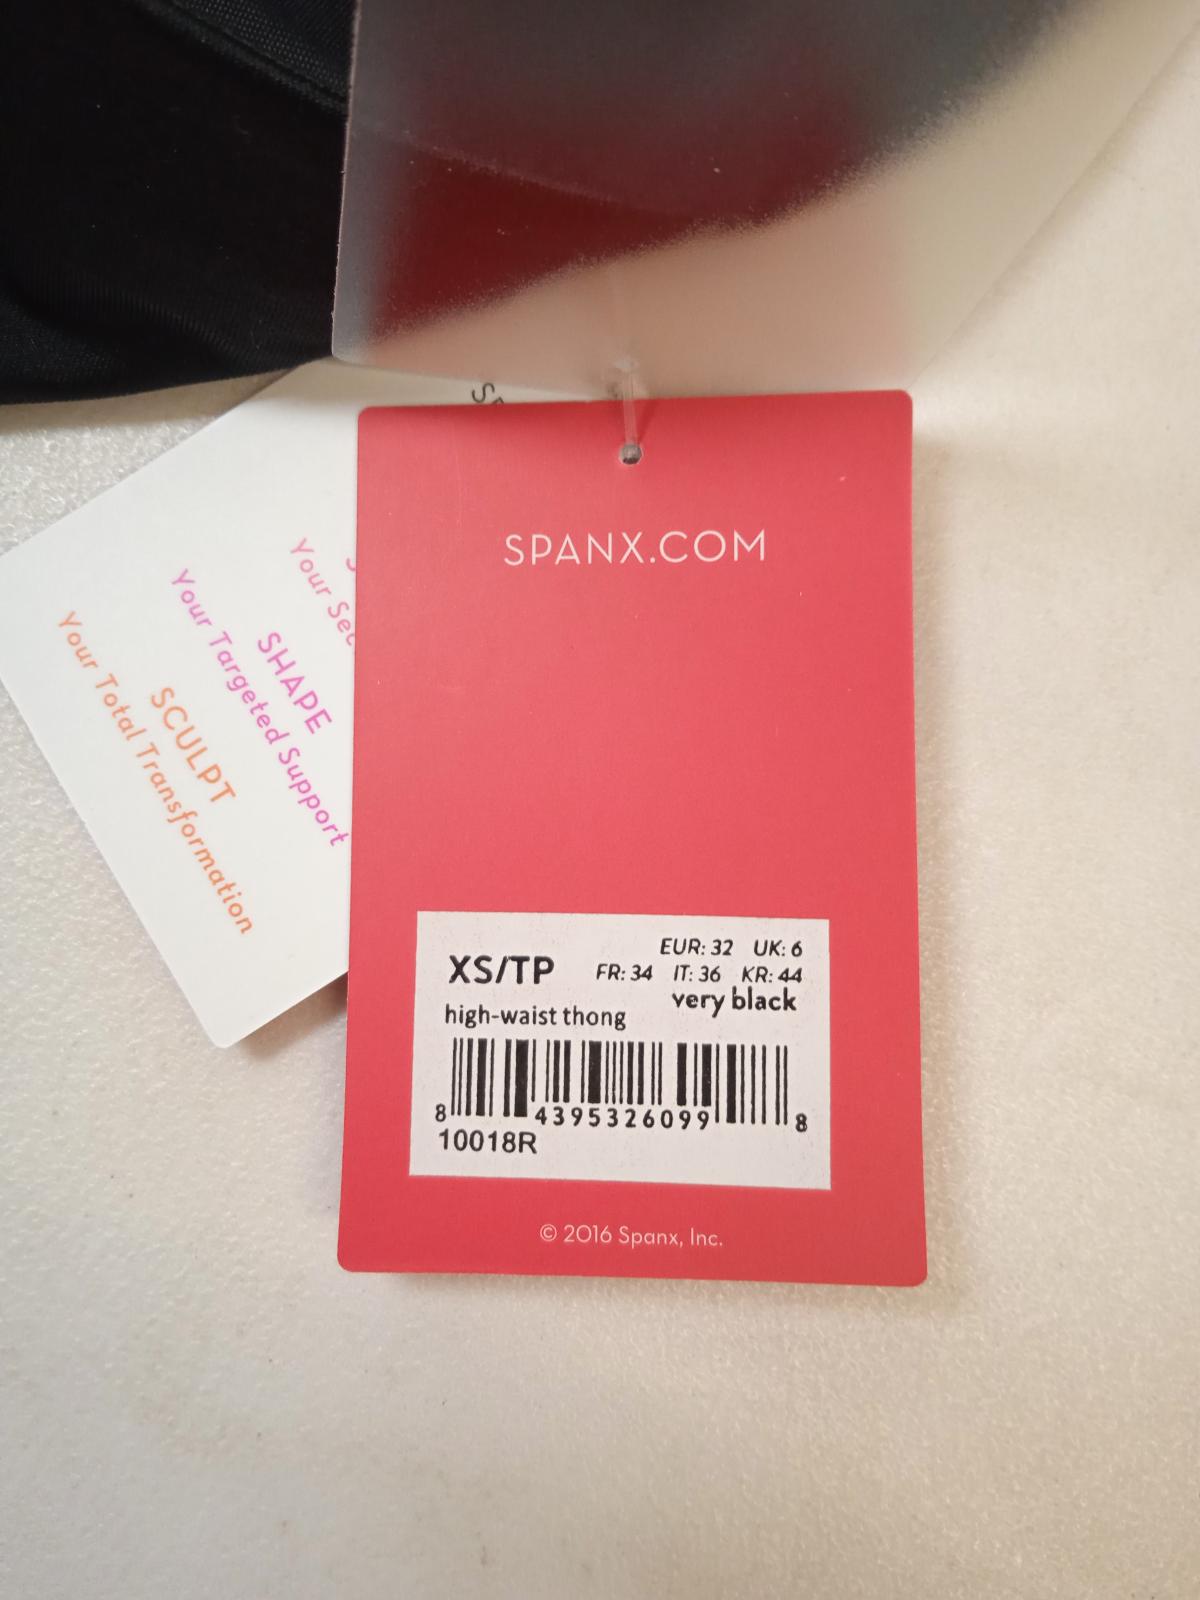 SPANX.COM
Your
SHAPE
Your Targeted Support
SCULPT
Your Total Transformation
XS/TP
EUR: 32 UK: 6
FR: 34 IT: 36 KR: 44
very black
high-waist thong
8 4395326099 8
10018R
© 2016 Spanx, Inc.